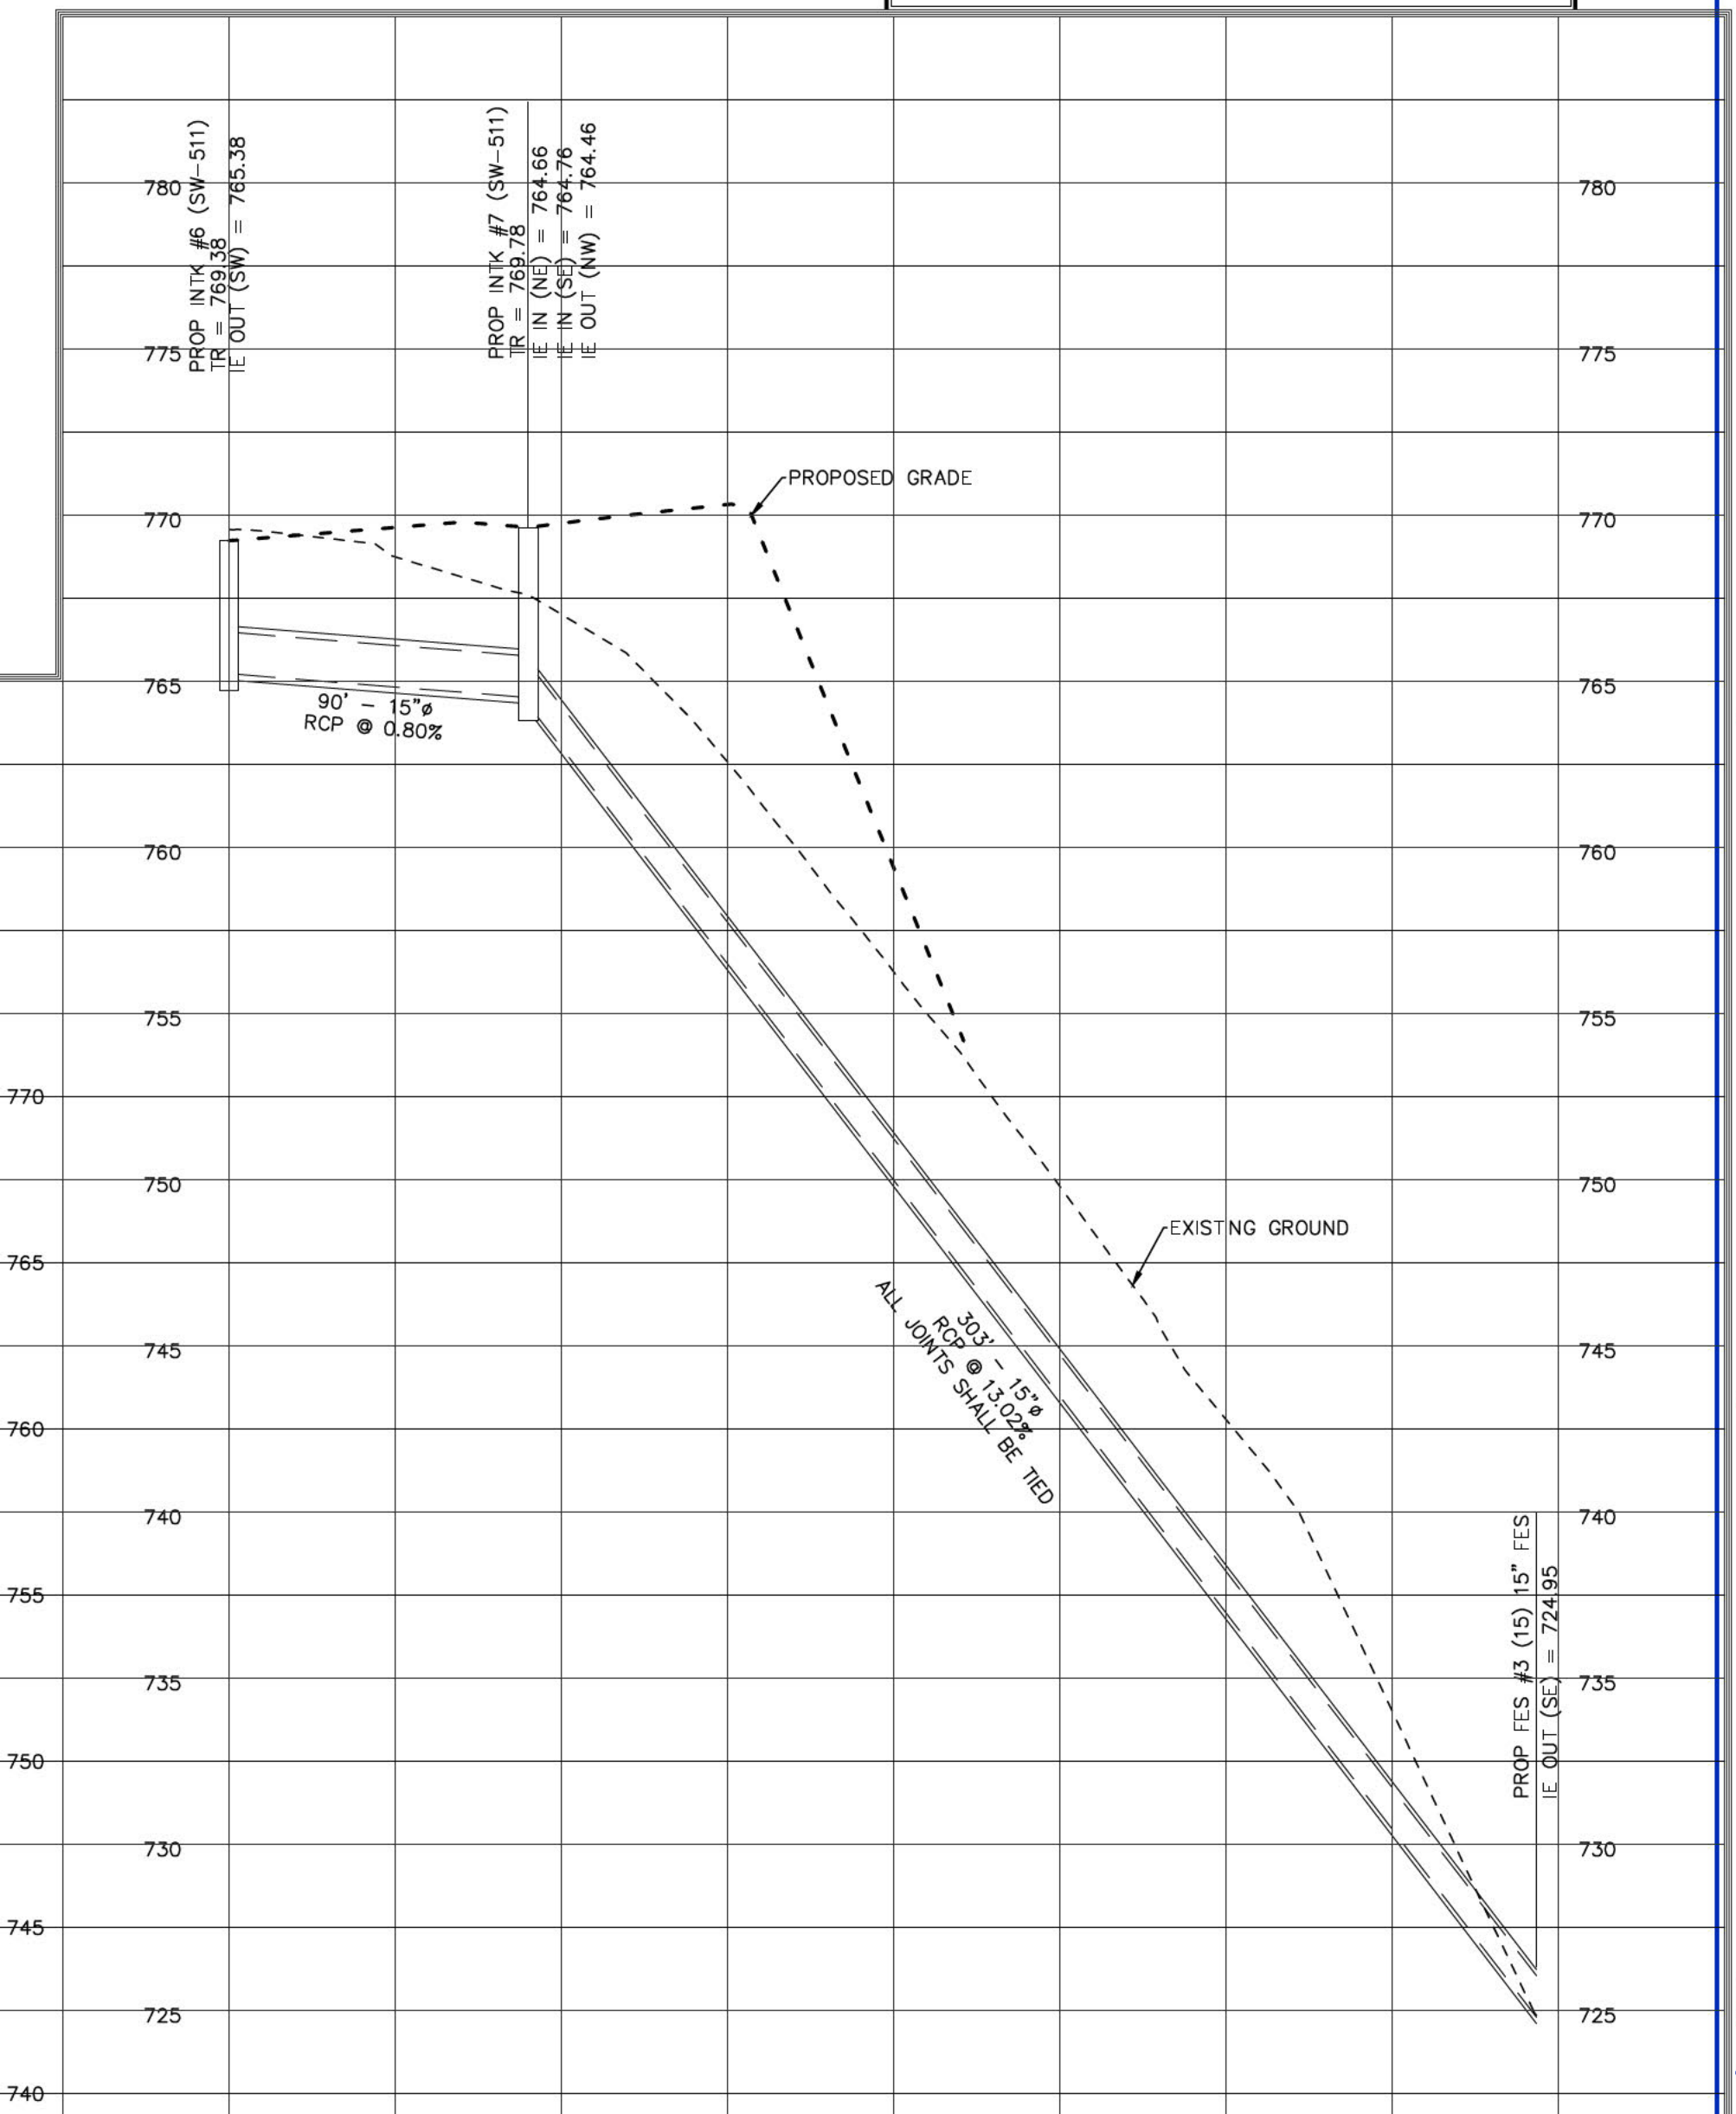 PROP INTK #6 (SW-511)
TR = 769.38
IE OUT (SW) = 765.38
PROP INTK #7 (SW-511)
TR = 769.78
IE IN (NE) = 764.66
IE IN (SE) = 764.76
IE OUT (NW) = 764.46
780 780
775 775
PROPOSED GRADE
770 770
765 765
90' - 15"ø
RCP @ 0.80%
760 760
755 755
770
750 750
EXISTNG GROUND
765
303' - 15"ø
RCP @ 13.02%
ALL JOINTS SHALL BE TIED
745 745
760
740 740
PROP FES #3 (15) 15" FES
IE OUT (SE) = 724.95
755
735 735
750
730 730
745
725 725
740